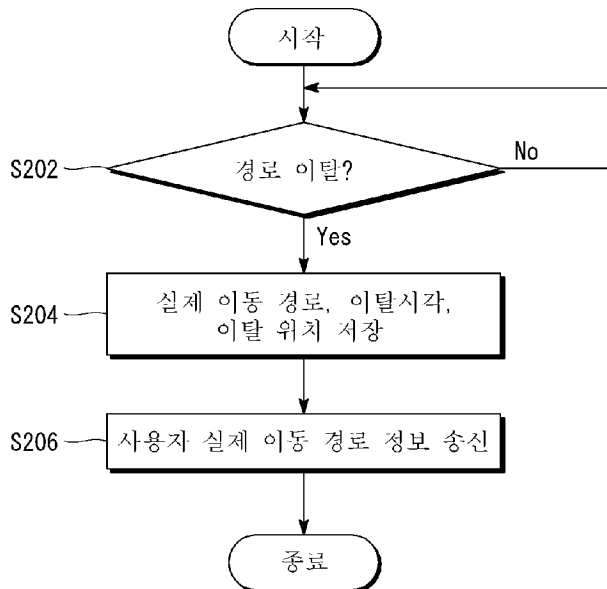 시작
S202
경로 이탈?
No
Yes
S204
실제 이동 경로, 이탈시각,
이탈 위치 저장
S206
사용자 실제 이동 경로 정보 송신
종료